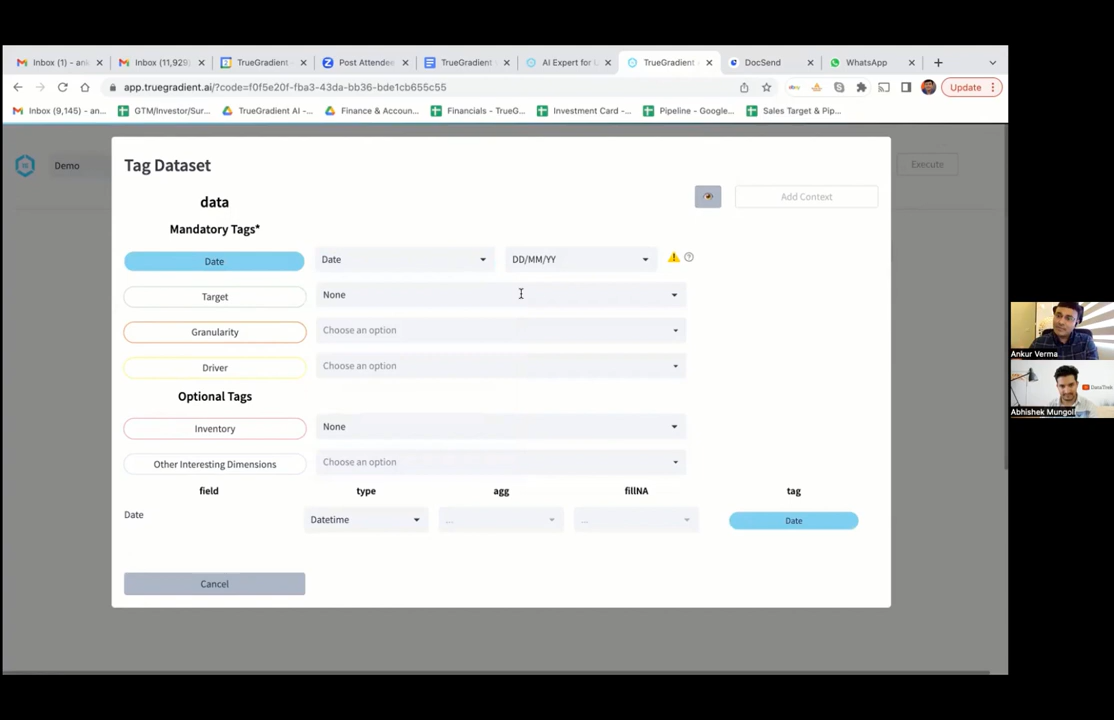 Inbox (1) - ank
Inbox (11,929)
TrueGradient
Post Attendee
TrueGradient
AI Expert for U
TrueGradient
DocSend
WhatsApp
app.truegradient.ai/?code=f0f5e20f-fba3-43da-bb36-bde1cb655c55
Update
Inbox (9,145) - an...
GTM/Investor/Sur...
TrueGradient AI -...
Finance & Accoun...
Financials - TrueG...
Investment Card -...
Pipeline - Google...
Sales Target & Pip...
Demo
Execute
Tag Dataset
data
Add Context
Mandatory Tags*
Date
Date
DD/MM/YY
Target
None
Granularity
Choose an option
Driver
Choose an option
Optional Tags
Inventory
None
Other Interesting Dimensions
Choose an option
field
type
agg
fillNA
tag
Date
Datetime
...
...
Date
Cancel
Ankur Verma
Abhishek Mungoli